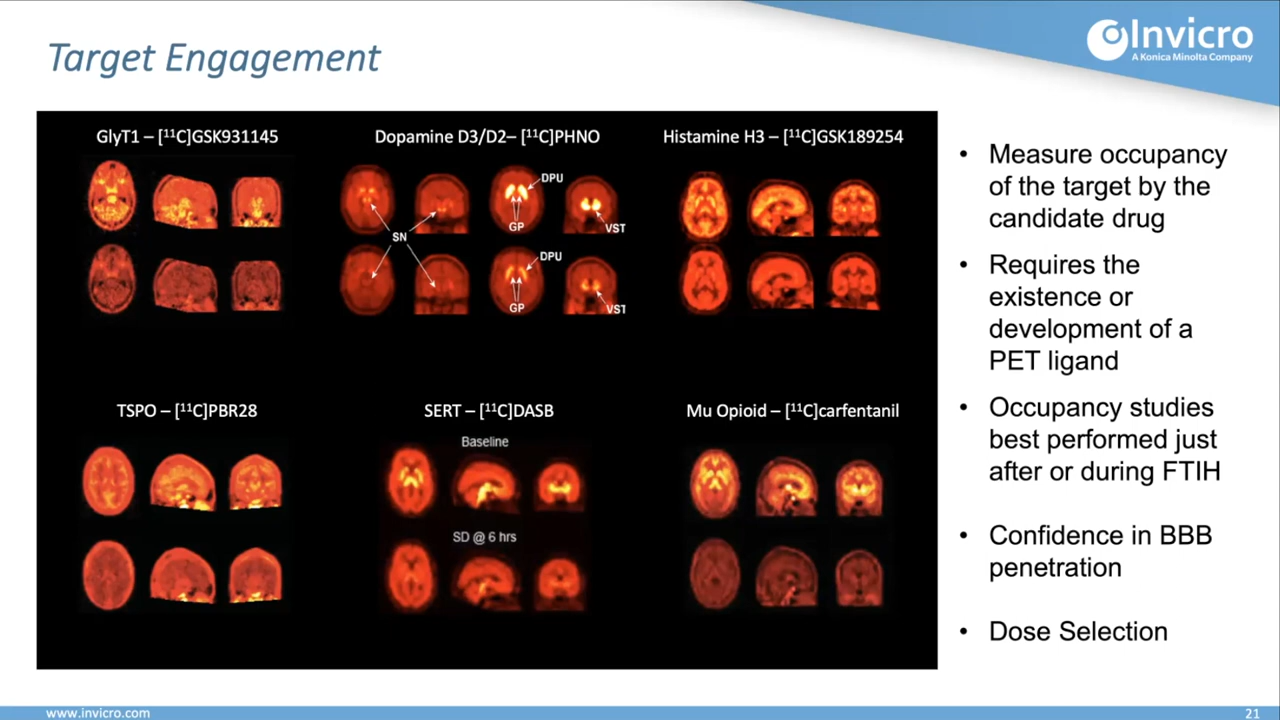 Target Engagement
Invicro
A Konica Minolta Company
GlyT1 – [¹¹C]GSK931145
Dopamine D3/D2– [¹¹C]PHNO
Histamine H3 – [¹¹C]GSK189254
DPU
SN
GP
VST
DPU
GP
VST
TSPO – [¹¹C]PBR28
SERT – [¹¹C]DASB
Mu Opioid – [¹¹C]carfentanil
Baseline
SD @ 6 hrs
• Measure occupancy
of the target by the
candidate drug
• Requires the
existence or
development of a
PET ligand
• Occupancy studies
best performed just
after or during FTIH
• Confidence in BBB
penetration
• Dose Selection
www.invicro.com
21